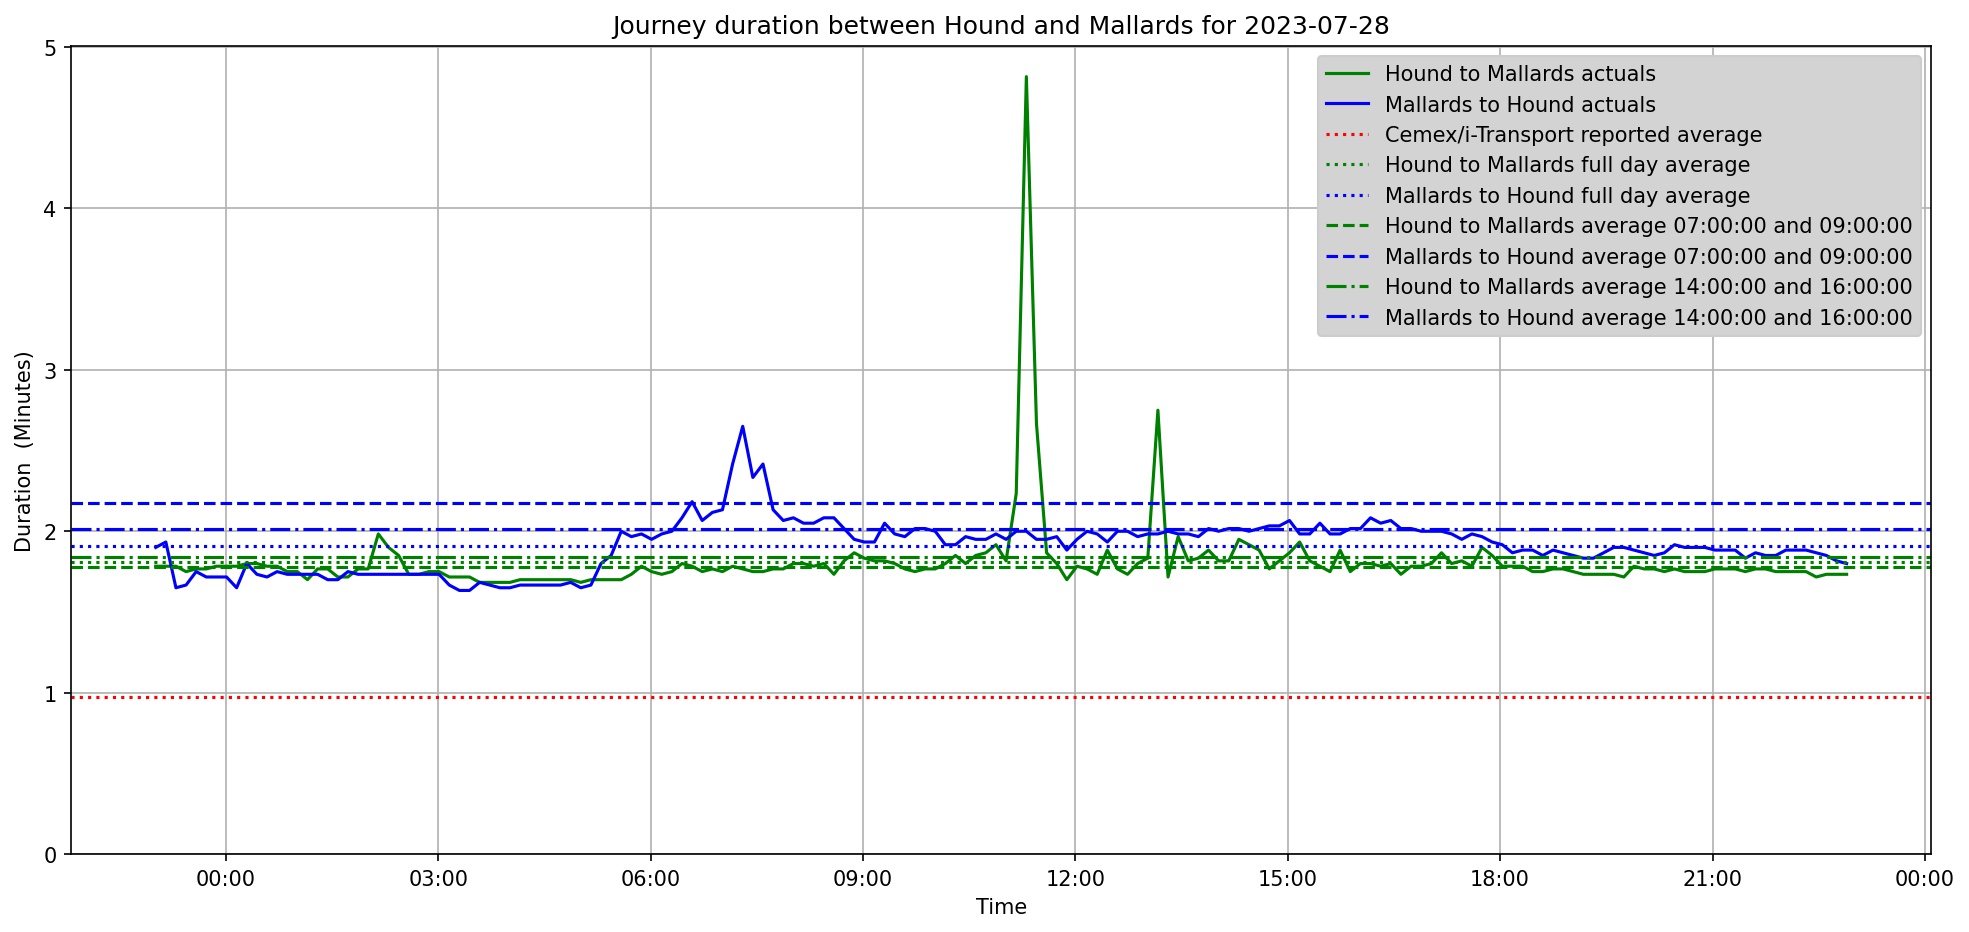 Journey duration between Hound and Mallards for 2023-07-28
Hound to Mallards actuals
Mallards to Hound actuals
Cemex/i-Transport reported average
Hound to Mallards full day average
Mallards to Hound full day average
Hound to Mallards average 07:00:00 and 09:00:00
Mallards to Hound average 07:00:00 and 09:00:00
Hound to Mallards average 14:00:00 and 16:00:00
Mallards to Hound average 14:00:00 and 16:00:00
Duration (Minutes)
5
4
3
2
1
0
00:00 03:00 06:00 09:00 12:00 15:00 18:00 21:00 00:00
Time